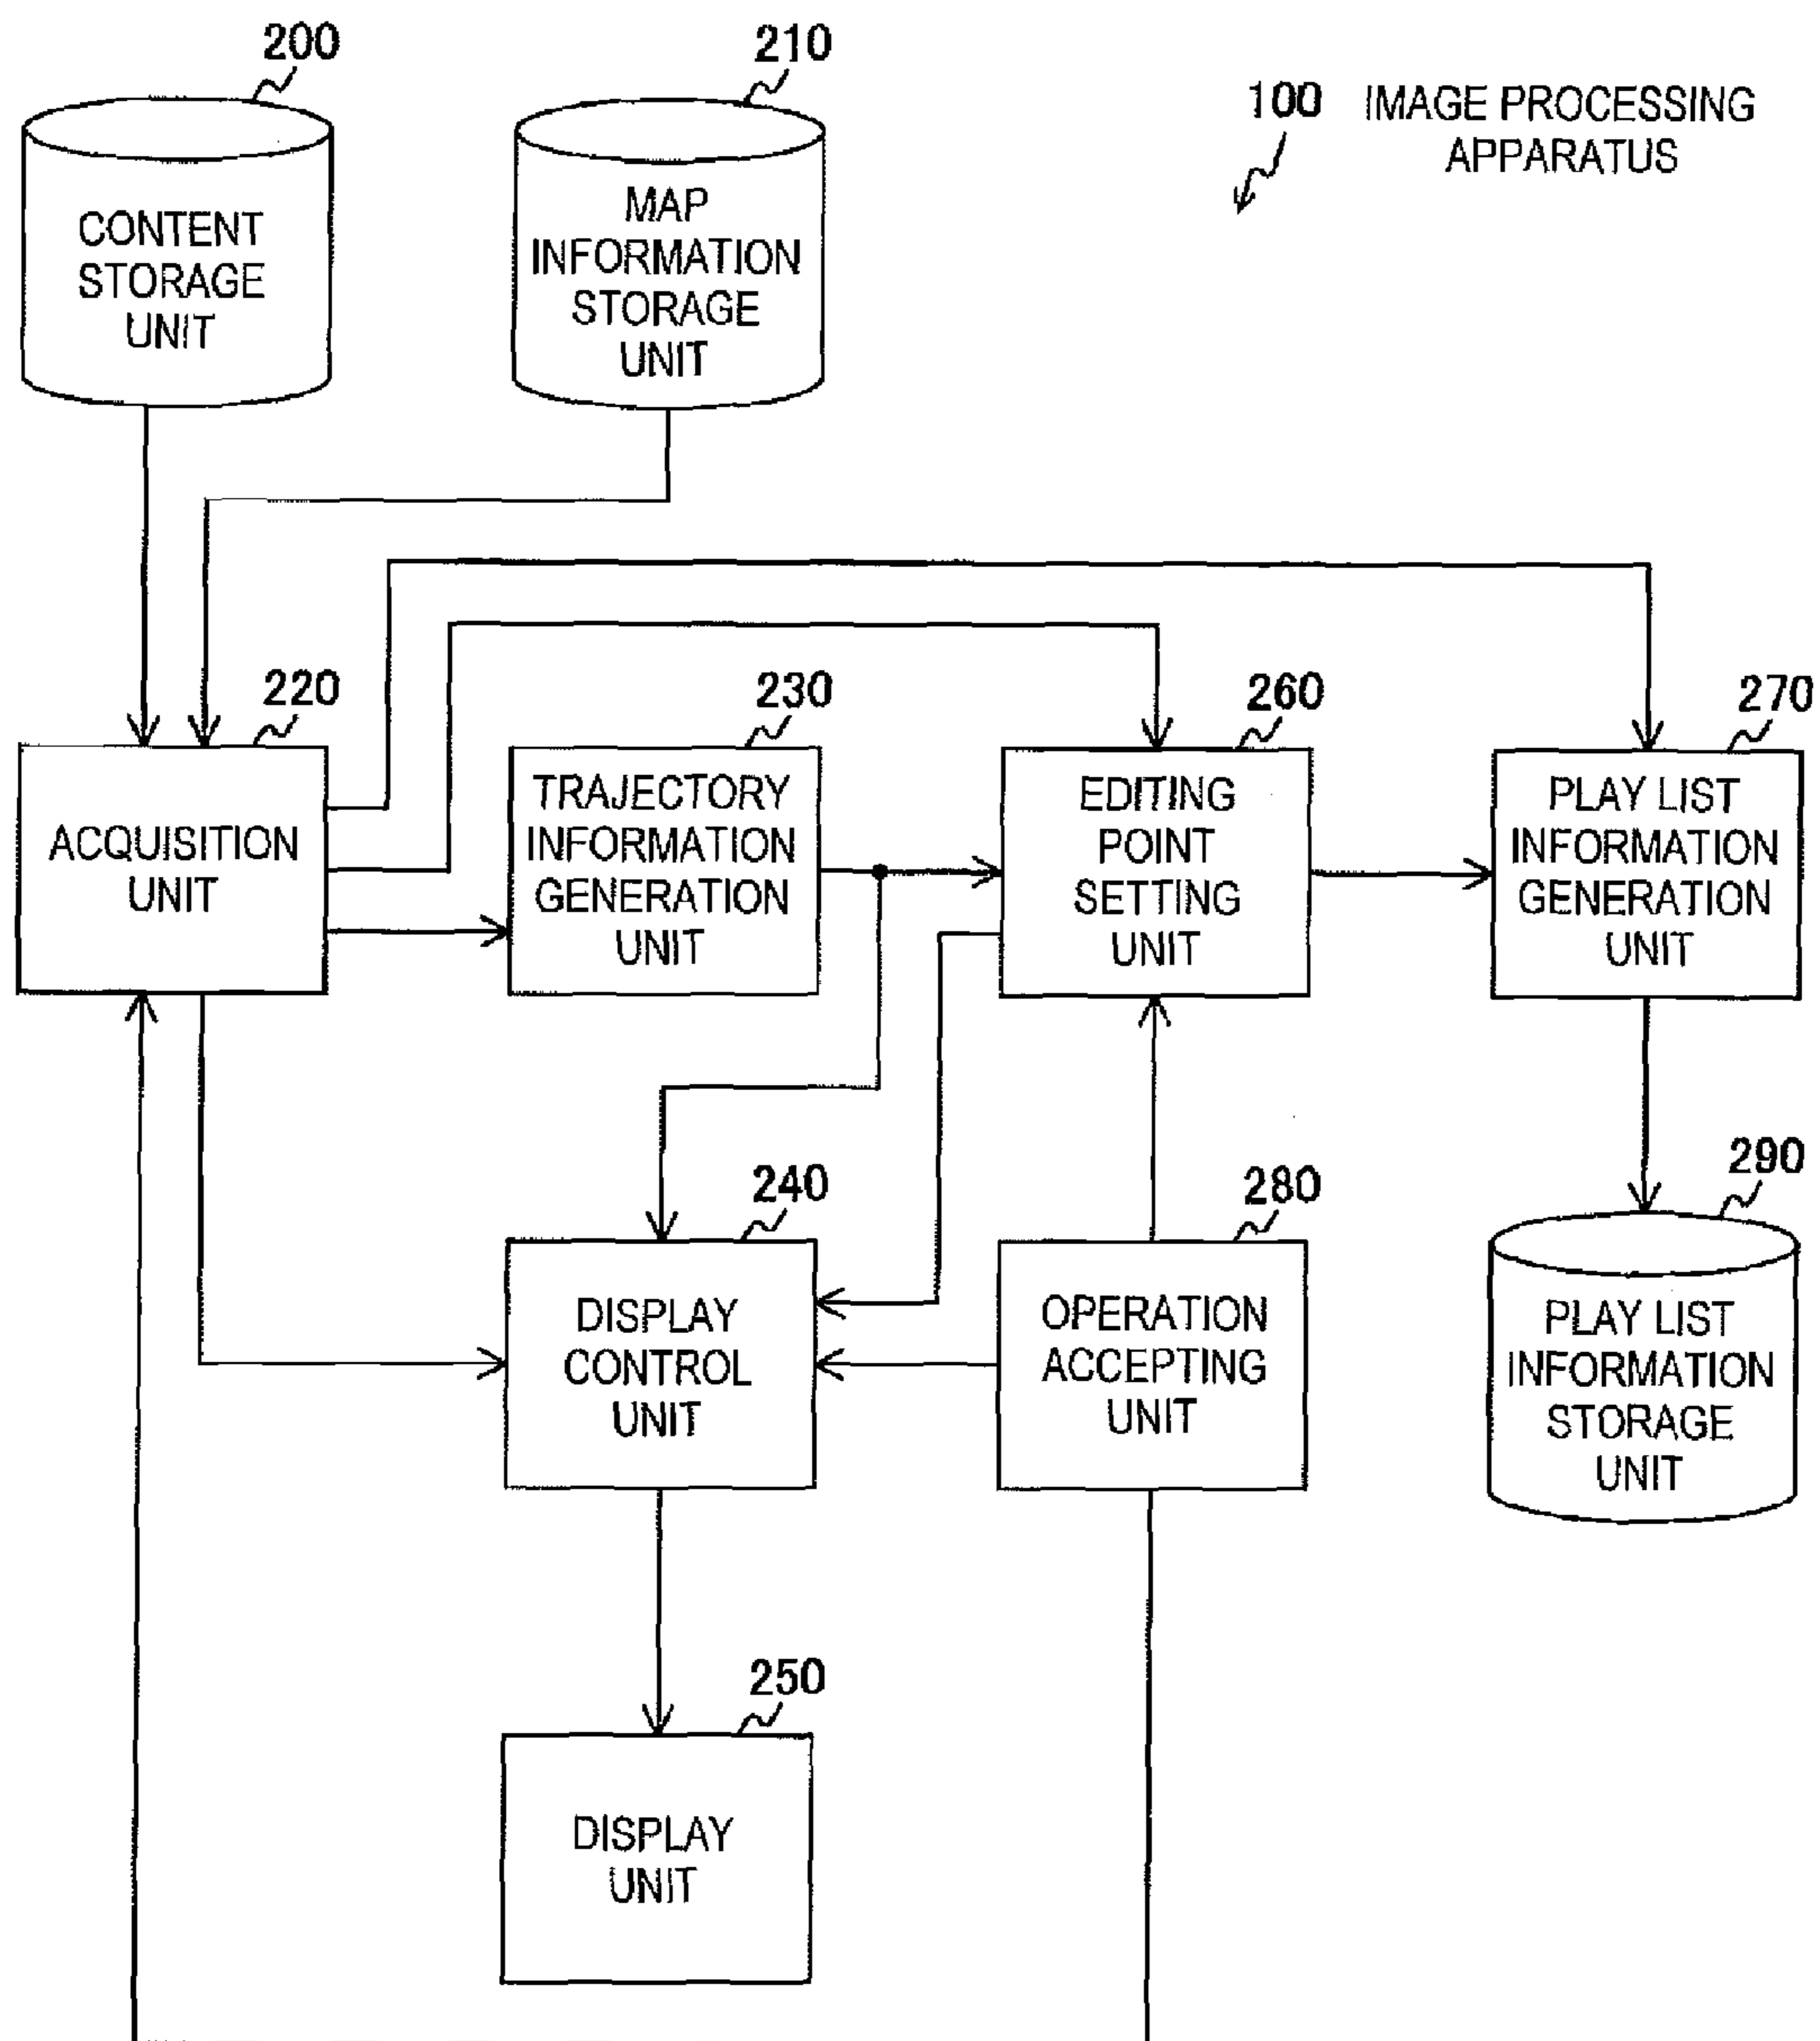 200
210
100 IMAGE PROCESSING
APPARATUS
CONTENT
STORAGE
UNIT
MAP
INFORMATION
STORAGE
UNIT
220
230
260
270
ACQUISITION
UNIT
TRAJECTORY
INFORMATION
GENERATION
UNIT
EDITING
POINT
SETTING
UNIT
PLAY LIST
INFORMATION
GENERATION
UNIT
240
280
290
DISPLAY
CONTROL
UNIT
OPERATION
ACCEPTING
UNIT
PLAY LIST
INFORMATION
STORAGE
UNIT
250
DISPLAY
UNIT